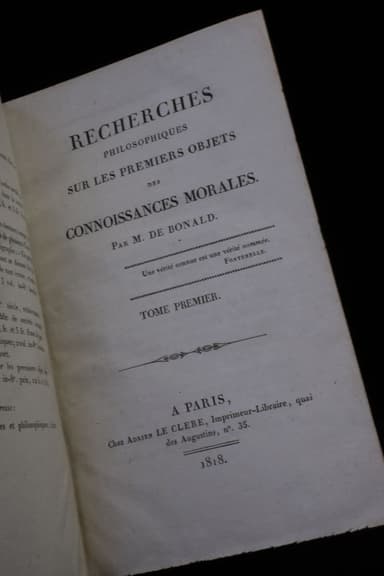 RECHERCHES
PHILOSOPHIQUES
SUR LES PREMIERS OBJETS
DES
CONNOISSANCES MORALES.
PAR M. DE BONALD.
Une vérité connue est une vérité nommée.
FONTENELLE.
TOME PREMIER.
A PARIS,
Chez ADRIEN LE CLERE, Imprimeur-Libraire, quai
des Augustins, nº. 35.
1818.